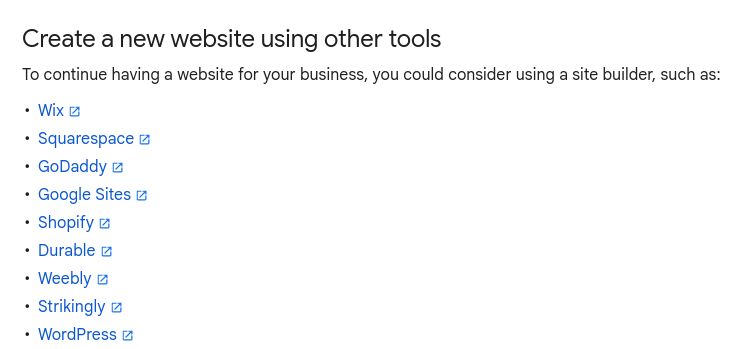 Create a new website using other tools
To continue having a website for your business, you could consider using a site builder, such as:
• Wix
• Squarespace
• GoDaddy
• Google Sites
• Shopify
• Durable
• Weebly
• Strikingly
• WordPress